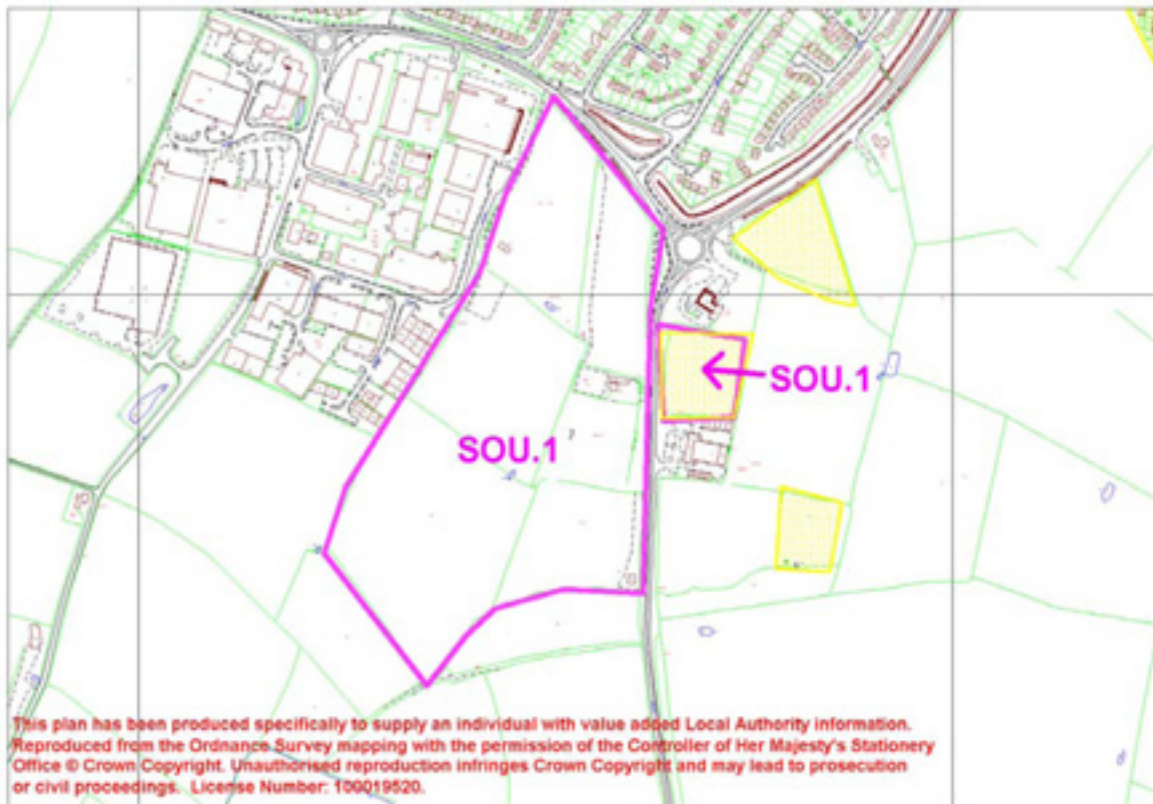 SOU.1
SOU.1
This plan has been produced specifically to supply an individual with value added Local Authority information.
Reproduced from the Ordnance Survey mapping with the permission of the Controller of Her Majesty's Stationery
Office © Crown Copyright. Unauthorised reproduction infringes Crown Copyright and may lead to prosecution
or civil proceedings. License Number: 100019520.